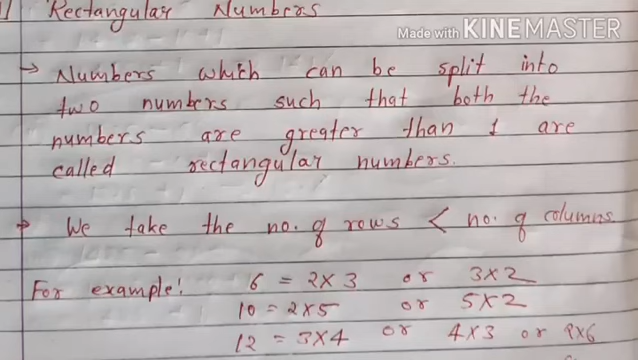 Rectangular Numbers
Made with KINEMASTER
→ Numbers which can be split into
two numbers such that both the
numbers are greater than 1 are
called rectangular numbers.
→ We take the no. of rows < no. of columns
For example: 6 = 2×3 or 3×2
10 = 2×5 or 5×2
12 = 3×4 or 4×3 or 2×6